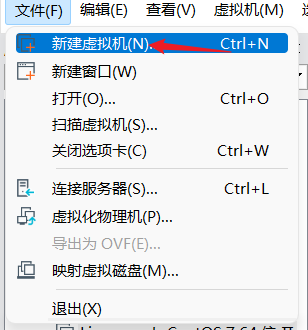 文件(F) 编辑(E) 查看(V) 虚拟机(M)
新建虚拟机(N)... Ctrl+N
新建窗口(W)
打开(O)... Ctrl+O
扫描虚拟机(S)...
关闭选项卡(C) Ctrl+W
连接服务器(S)... Ctrl+L
虚拟化物理机(P)...
导出为 OVF(E)...
映射虚拟磁盘(M)...
退出(X)